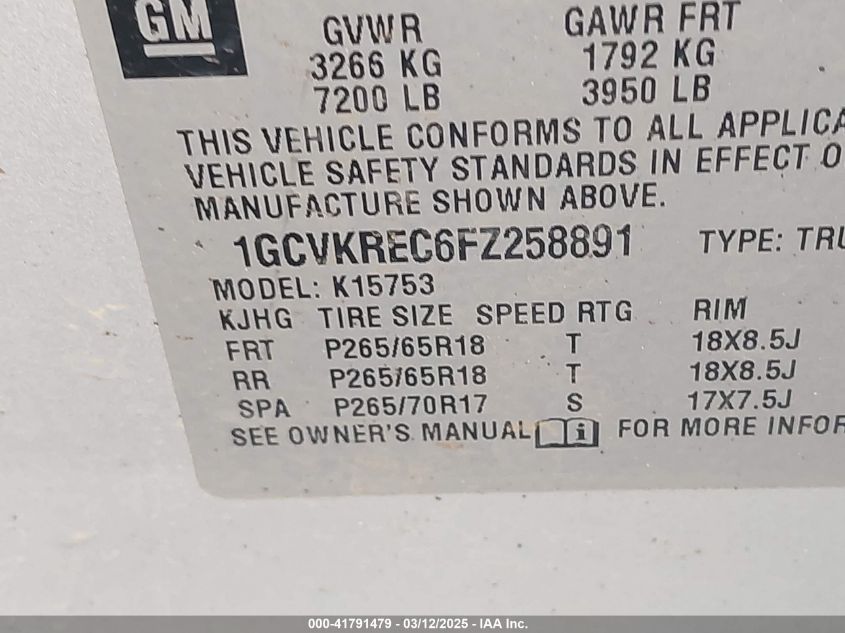 GM
GVWR GAWR FRT
3266 KG 1792 KG
7200 LB 3950 LB
THIS VEHICLE CONFORMS TO ALL APPLICA
VEHICLE SAFETY STANDARDS IN EFFECT O
MANUFACTURE SHOWN ABOVE.
1GCVKREC6FZ258891 TYPE: TRU
MODEL: K15753
KJHG TIRE SIZE SPEED RTG RIM
FRT P265/65R18 T 18X8.5J
RR P265/65R18 T 18X8.5J
SPA P265/70R17 S 17X7.5J
SEE OWNER'S MANUAL i FOR MORE INFOR
000-41791479 - 03/12/2025 - IAA Inc.